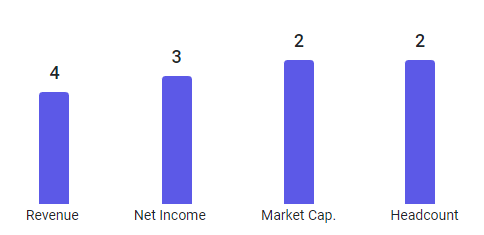 4
3
2
2
Revenue
Net Income
Market Cap.
Headcount